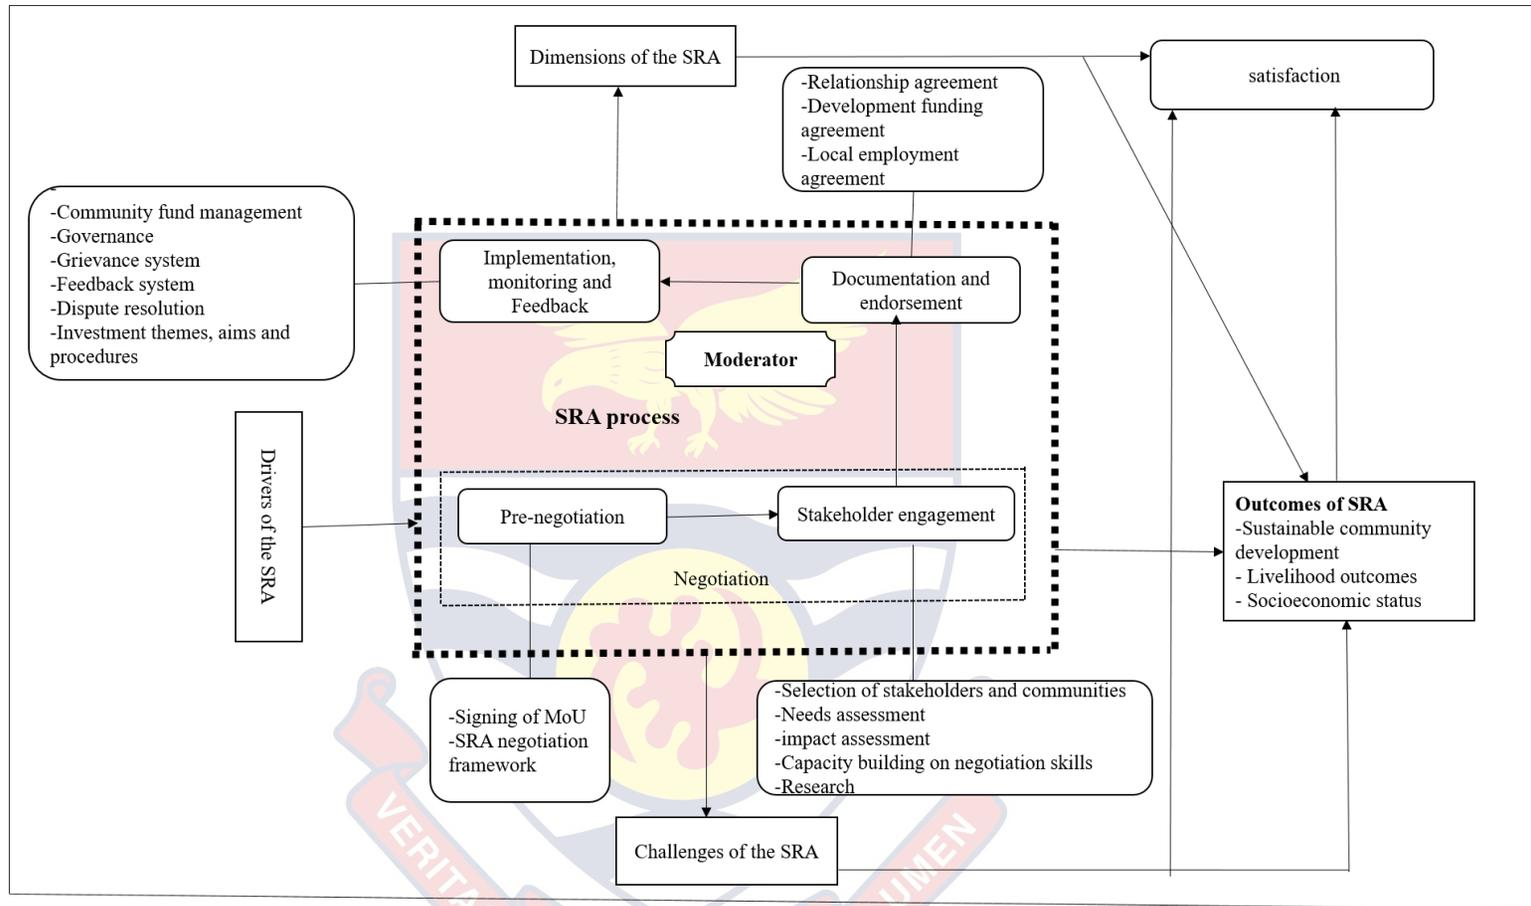 Dimensions of the SRA
satisfaction
-Relationship agreement
-Development funding
agreement
-Local employment
agreement
-
-Community fund management
-Governance
-Grievance system
-Feedback system
-Dispute resolution
-Investment themes, aims and
procedures
Implementation,
monitoring and
Feedback
Documentation and
endorsement
Moderator
SRA process
Drivers of the SRA
Pre-negotiation
Stakeholder engagement
Negotiation
Outcomes of SRA
-Sustainable community
development
- Livelihood outcomes
- Socioeconomic status
-Signing of MoU
-SRA negotiation
framework
-Selection of stakeholders and communities
-Needs assessment
-impact assessment
-Capacity building on negotiation skills
-Research
Challenges of the SRA